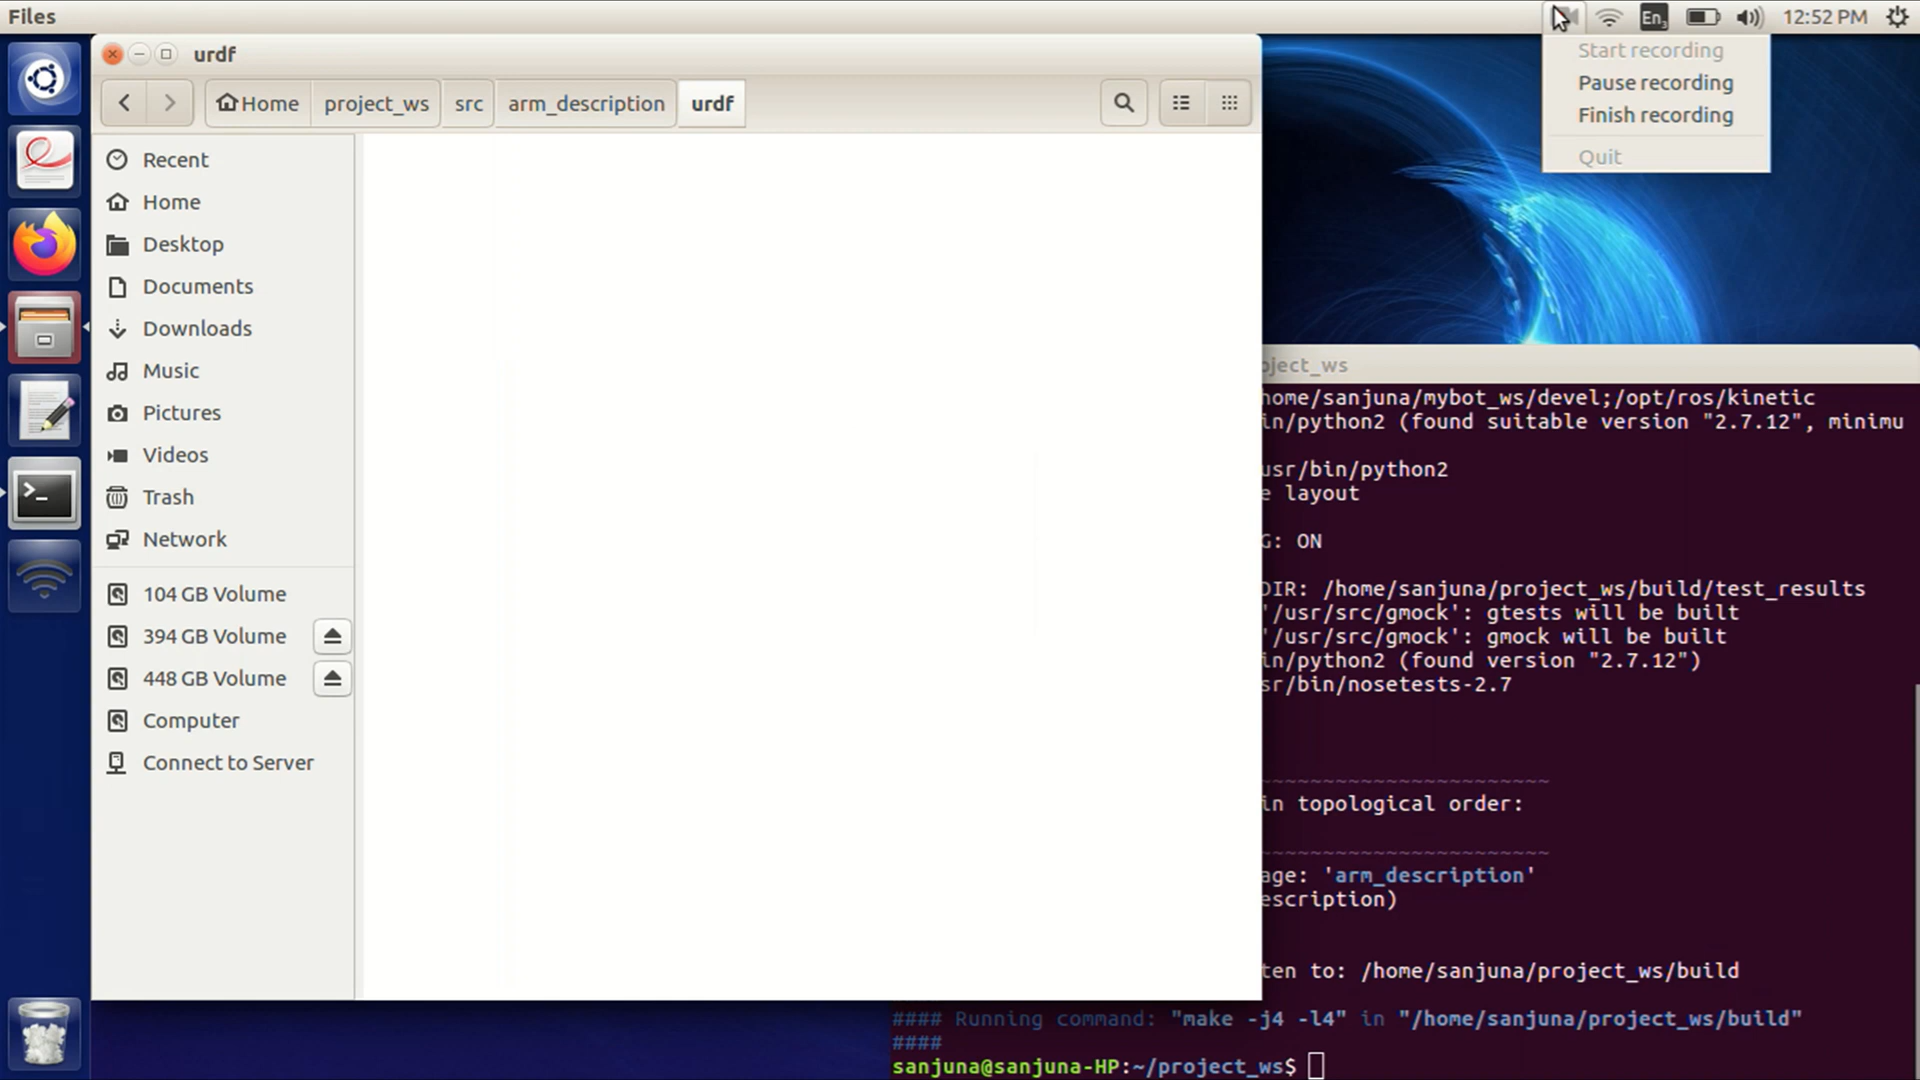 Files
En3
12:52 PM
urdf
Start recording
Pause recording
Finish recording
Quit
Home
project_ws
src
arm_description
urdf
Recent
Home
Desktop
Documents
Downloads
Music
Pictures
Videos
Trash
Network
104 GB Volume
394 GB Volume
448 GB Volume
Computer
Connect to Server
oject_ws
home/sanjuna/mybot_ws/devel;/opt/ros/kinetic
in/python2 (found suitable version "2.7.12", minimu
usr/bin/python2
e layout
G: ON
DIR: /home/sanjuna/project_ws/build/test_results
'/usr/src/gmock': gtests will be built
'/usr/src/gmock': gmock will be built
in/python2 (found version "2.7.12")
sr/bin/nosetests-2.7
~~~~~~~~~~~~~~~~~~~~~~~
in topological order:
~~~~~~~~~~~~~~~~~~~~~~~
age: 'arm_description'
escription)
ten to: /home/sanjuna/project_ws/build
#### Running command: "make -j4 -l4" in "/home/sanjuna/project_ws/build"
####
sanjuna@sanjuna-HP:~/project_ws$